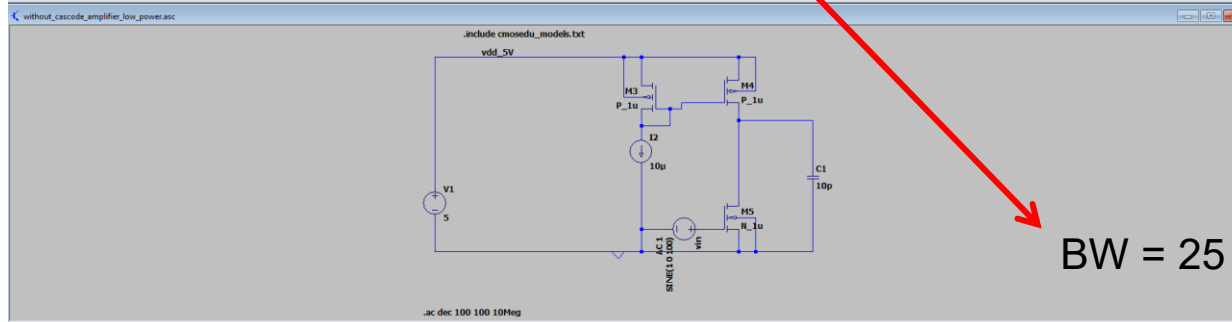 without_cascode_amplifier_low_power.asc
.include cmosedu_models.txt
vdd_5V
M3
P_1u
M4
P_1u
I2
10µ
C1
10p
V1
5
M5
N_1u
AC 1
SINE(1 0 100)
vin
BW = 25
.ac dec 100 100 10Meg